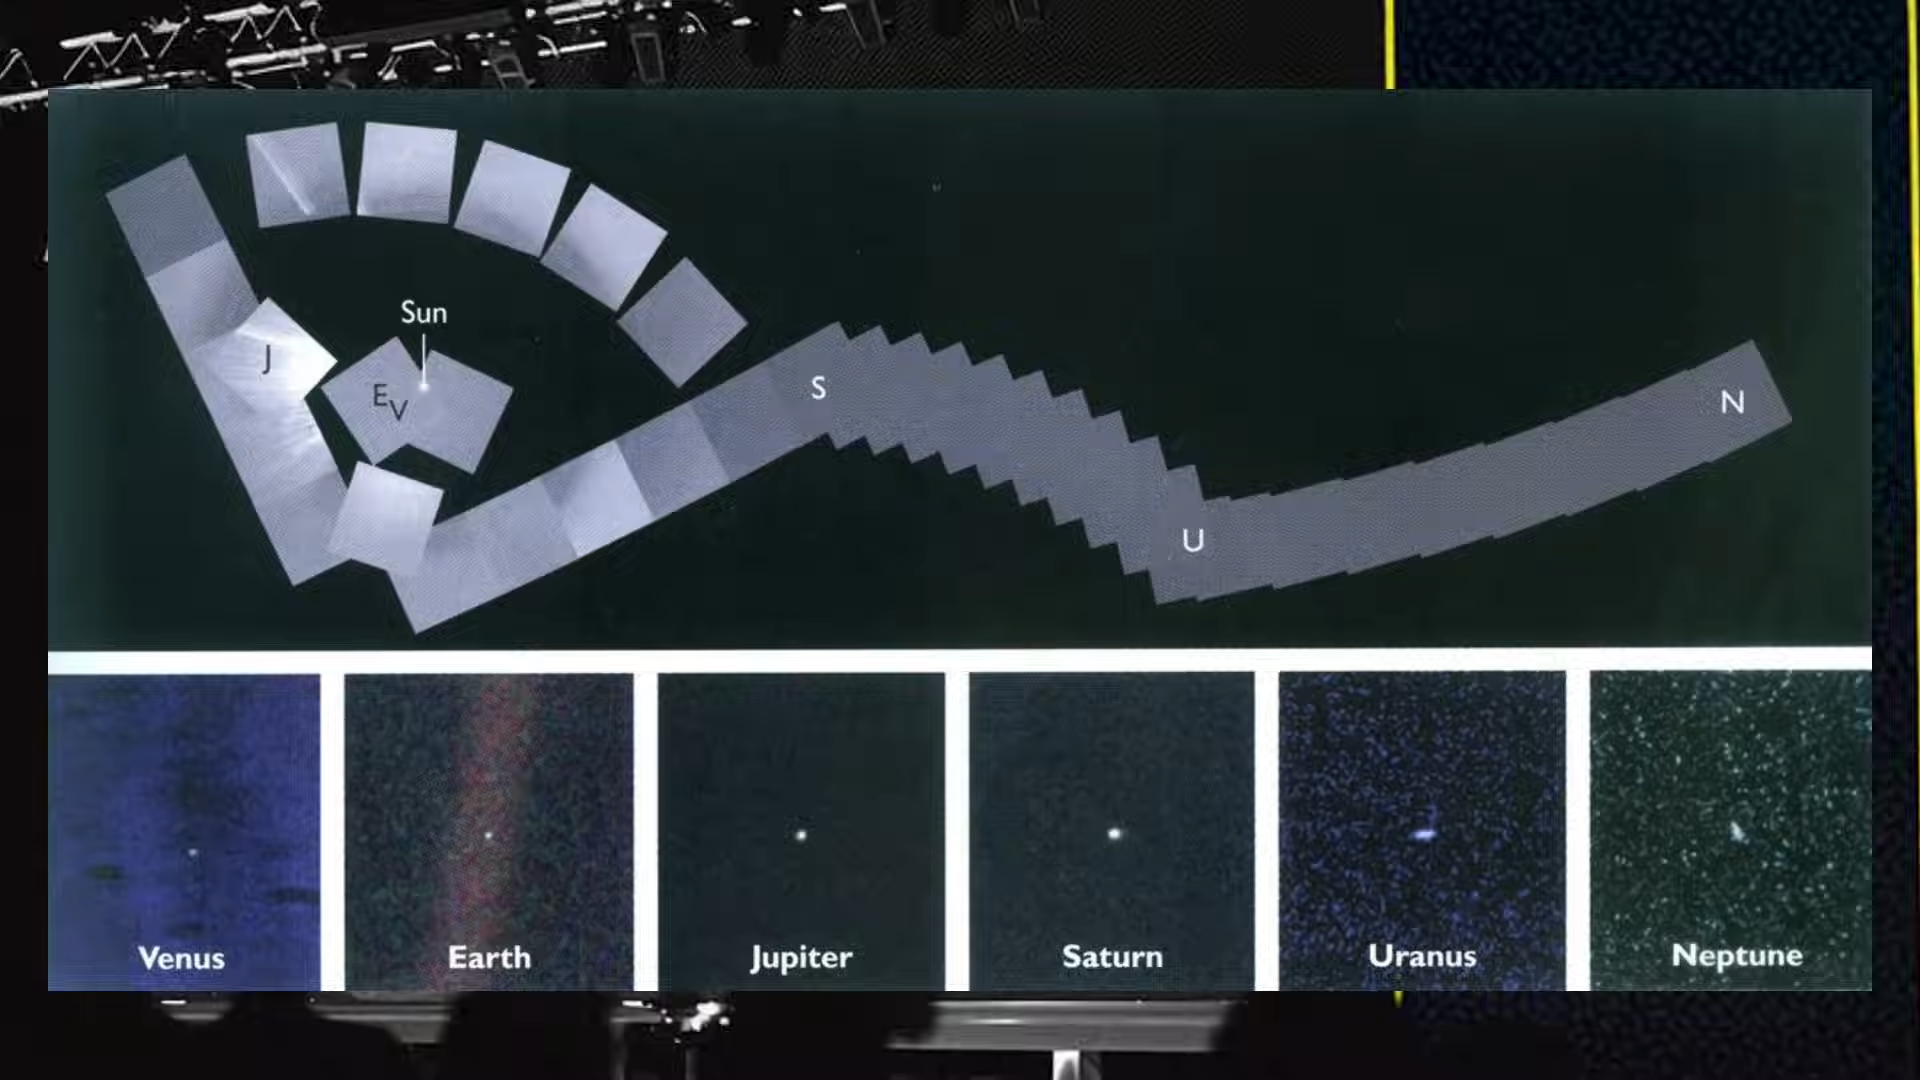 Sun
J
E
V
S
U
N
Venus
Earth
Jupiter
Saturn
Uranus
Neptune